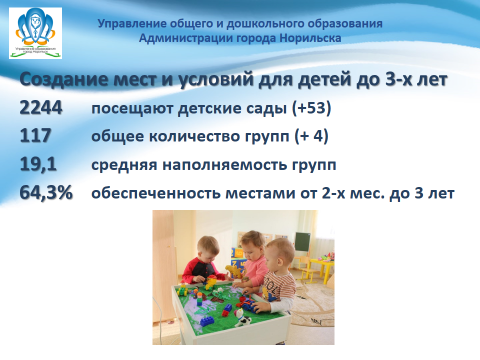 Управление общего и дошкольного образования
Администрации города Норильска
Создание мест и условий для детей до 3-х лет
2244 посещают детские сады (+53)
117 общее количество групп (+ 4)
19,1 средняя наполняемость групп
64,3% обеспеченность местами от 2-х мес. до 3 лет